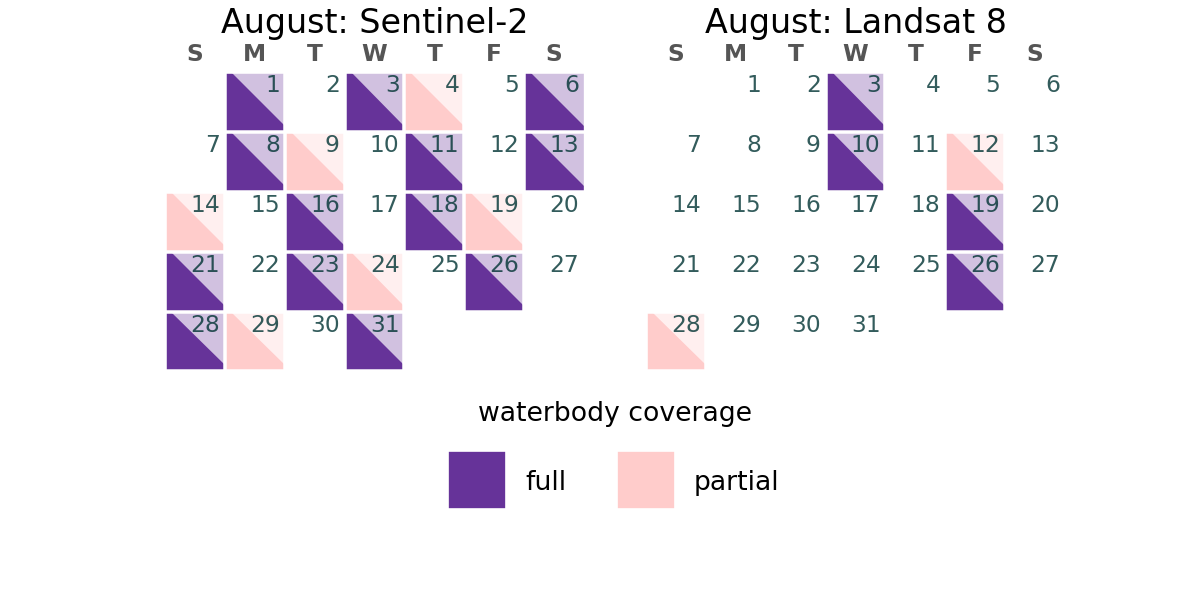 August: Sentinel-2
S M T W T F S
1 2 3 4 5 6
7 8 9 10 11 12 13
14 15 16 17 18 19 20
21 22 23 24 25 26 27
28 29 30 31
August: Landsat 8
S M T W T F S
1 2 3 4 5 6
7 8 9 10 11 12 13
14 15 16 17 18 19 20
21 22 23 24 25 26 27
28 29 30 31
waterbody coverage
full partial